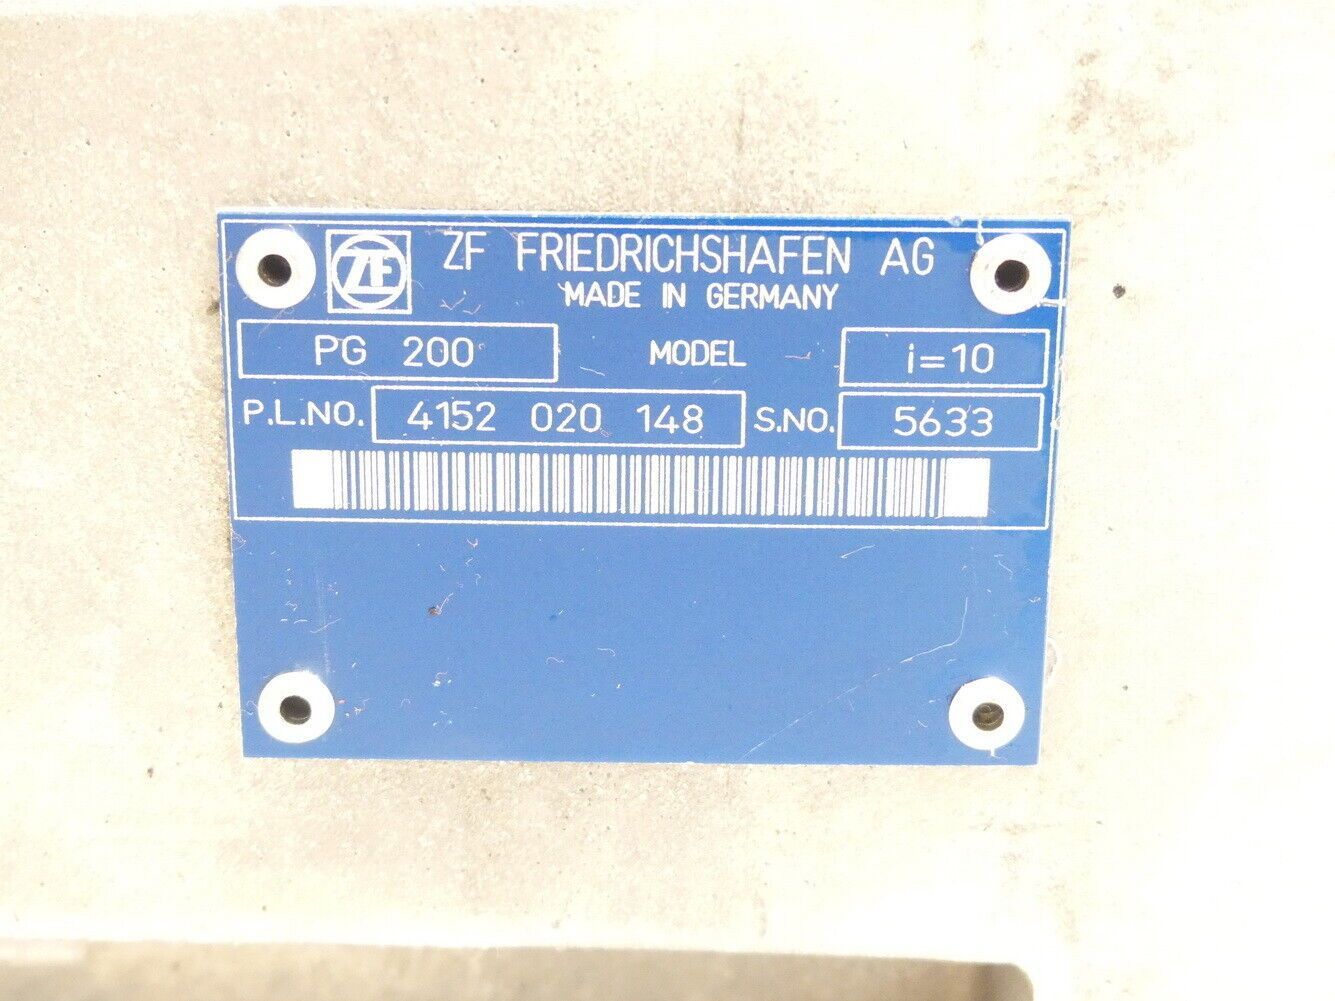 ZF ZF FRIEDRICHSHAFEN AG
MADE IN GERMANY
PG 200 MODEL i=10
P.L.NO. 4152 020 148 S.NO. 5633